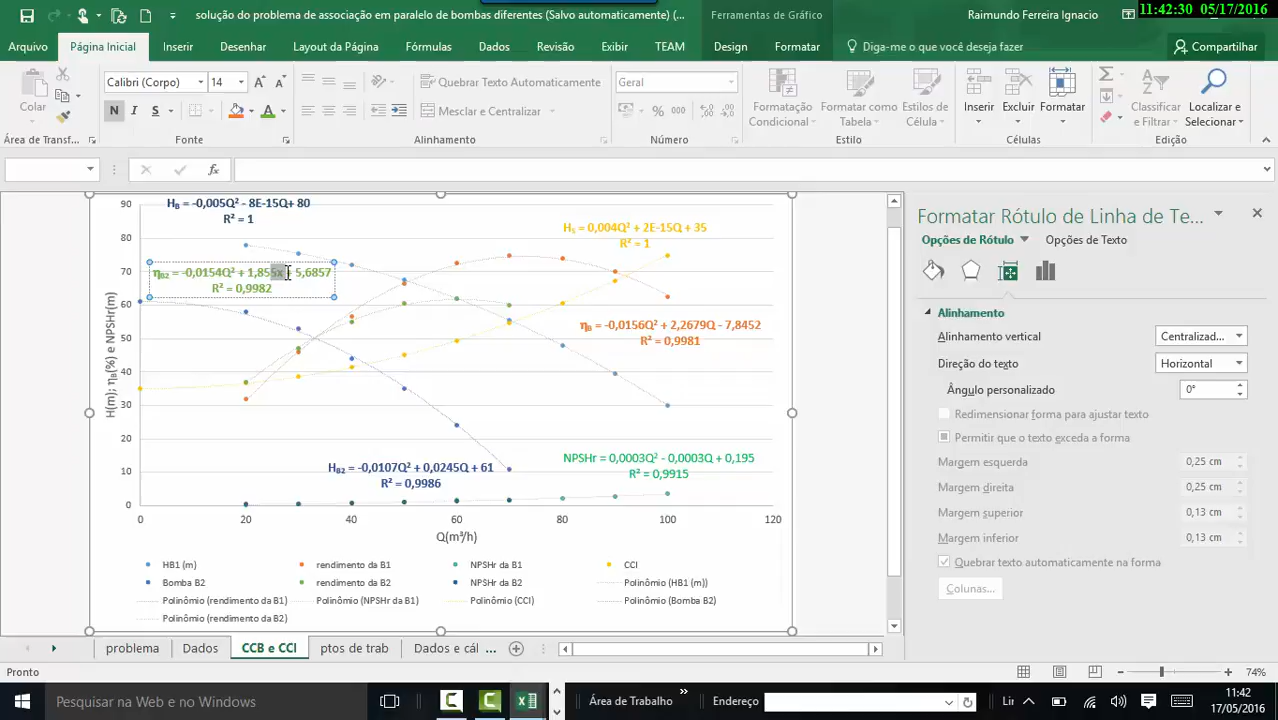 11:42:30 05/17/2016
solução do problema de associação em paralelo de bombas diferentes (Salvo automaticamente) (...
Ferramentas de Gráfico
Raimundo Ferreira Ignacio
Arquivo Página Inicial Inserir Desenhar Layout da Página Fórmulas Dados Revisão Exibir TEAM Design Formatar Diga-me o que você deseja fazer Compartilhar
Colar
Calibri (Corpo) 14
N I S
Quebrar Texto Automaticamente
Mesclar e Centralizar
Geral
% 000
Formatação Condicional
Formatar como Tabela
Estilos de Célula
Inserir
Excluir
Formatar
Classificar e Filtrar
Localizar e Selecionar
Área de Transf...
Fonte
Alinhamento
Número
Estilo
Células
Edição
fx
H(m); ηB(%) e NPSHr(m)
90
80
70
60
50
40
30
20
10
0
HB = -0,005Q² - 8E-15Q+ 80
R² = 1
HS = 0,004Q² + 2E-15Q + 35
R² = 1
ηB2 = -0,0154Q² + 1,855x + 5,6857
R² = 0,9982
ηB = -0,0156Q² + 2,2679Q - 7,8452
R² = 0,9981
HB2 = -0,0107Q² + 0,0245Q + 61
R² = 0,9986
NPSHr = 0,0003Q² - 0,0003Q + 0,195
R² = 0,9915
0 20 40 60 80 100 120
Q(m³/h)
HB1 (m) rendimento da B1 NPSHr da B1 CCI
Bomba B2 rendimento da B2 NPSHr da B2 Polinômio (HB1 (m))
Polinômio (rendimento da B1) Polinômio (NPSHr da B1) Polinômio (CCI) Polinômio (Bomba B2)
Polinômio (rendimento da B2)
Formatar Rótulo de Linha de Te...
Opções de Rótulo Opções de Texto
Alinhamento
Alinhamento vertical Centralizad...
Direção do texto Horizontal
Ângulo personalizado 0°
Redimensionar forma para ajustar texto
Permitir que o texto exceda a forma
Margem esquerda 0,25 cm
Margem direita 0,25 cm
Margem superior 0,13 cm
Margem inferior 0,13 cm
Quebrar texto automaticamente na forma
Colunas...
problema Dados CCB e CCI ptos de trab Dados e cál ...
Pronto
74%
Pesquisar na Web e no Windows
Área de Trabalho
Endereço
Lir
11:42
17/05/2016